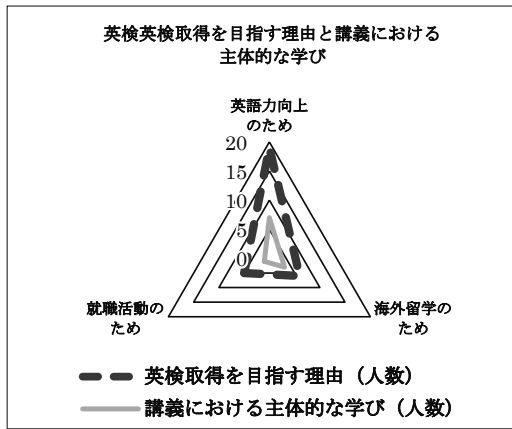 英検英検取得を目指す理由と講義における
主体的な学び
英語力向上
のため
20
15
10
5
0
就職活動の
ため
海外留学の
ため
英検取得を目指す理由（人数）
講義における主体的な学び（人数）